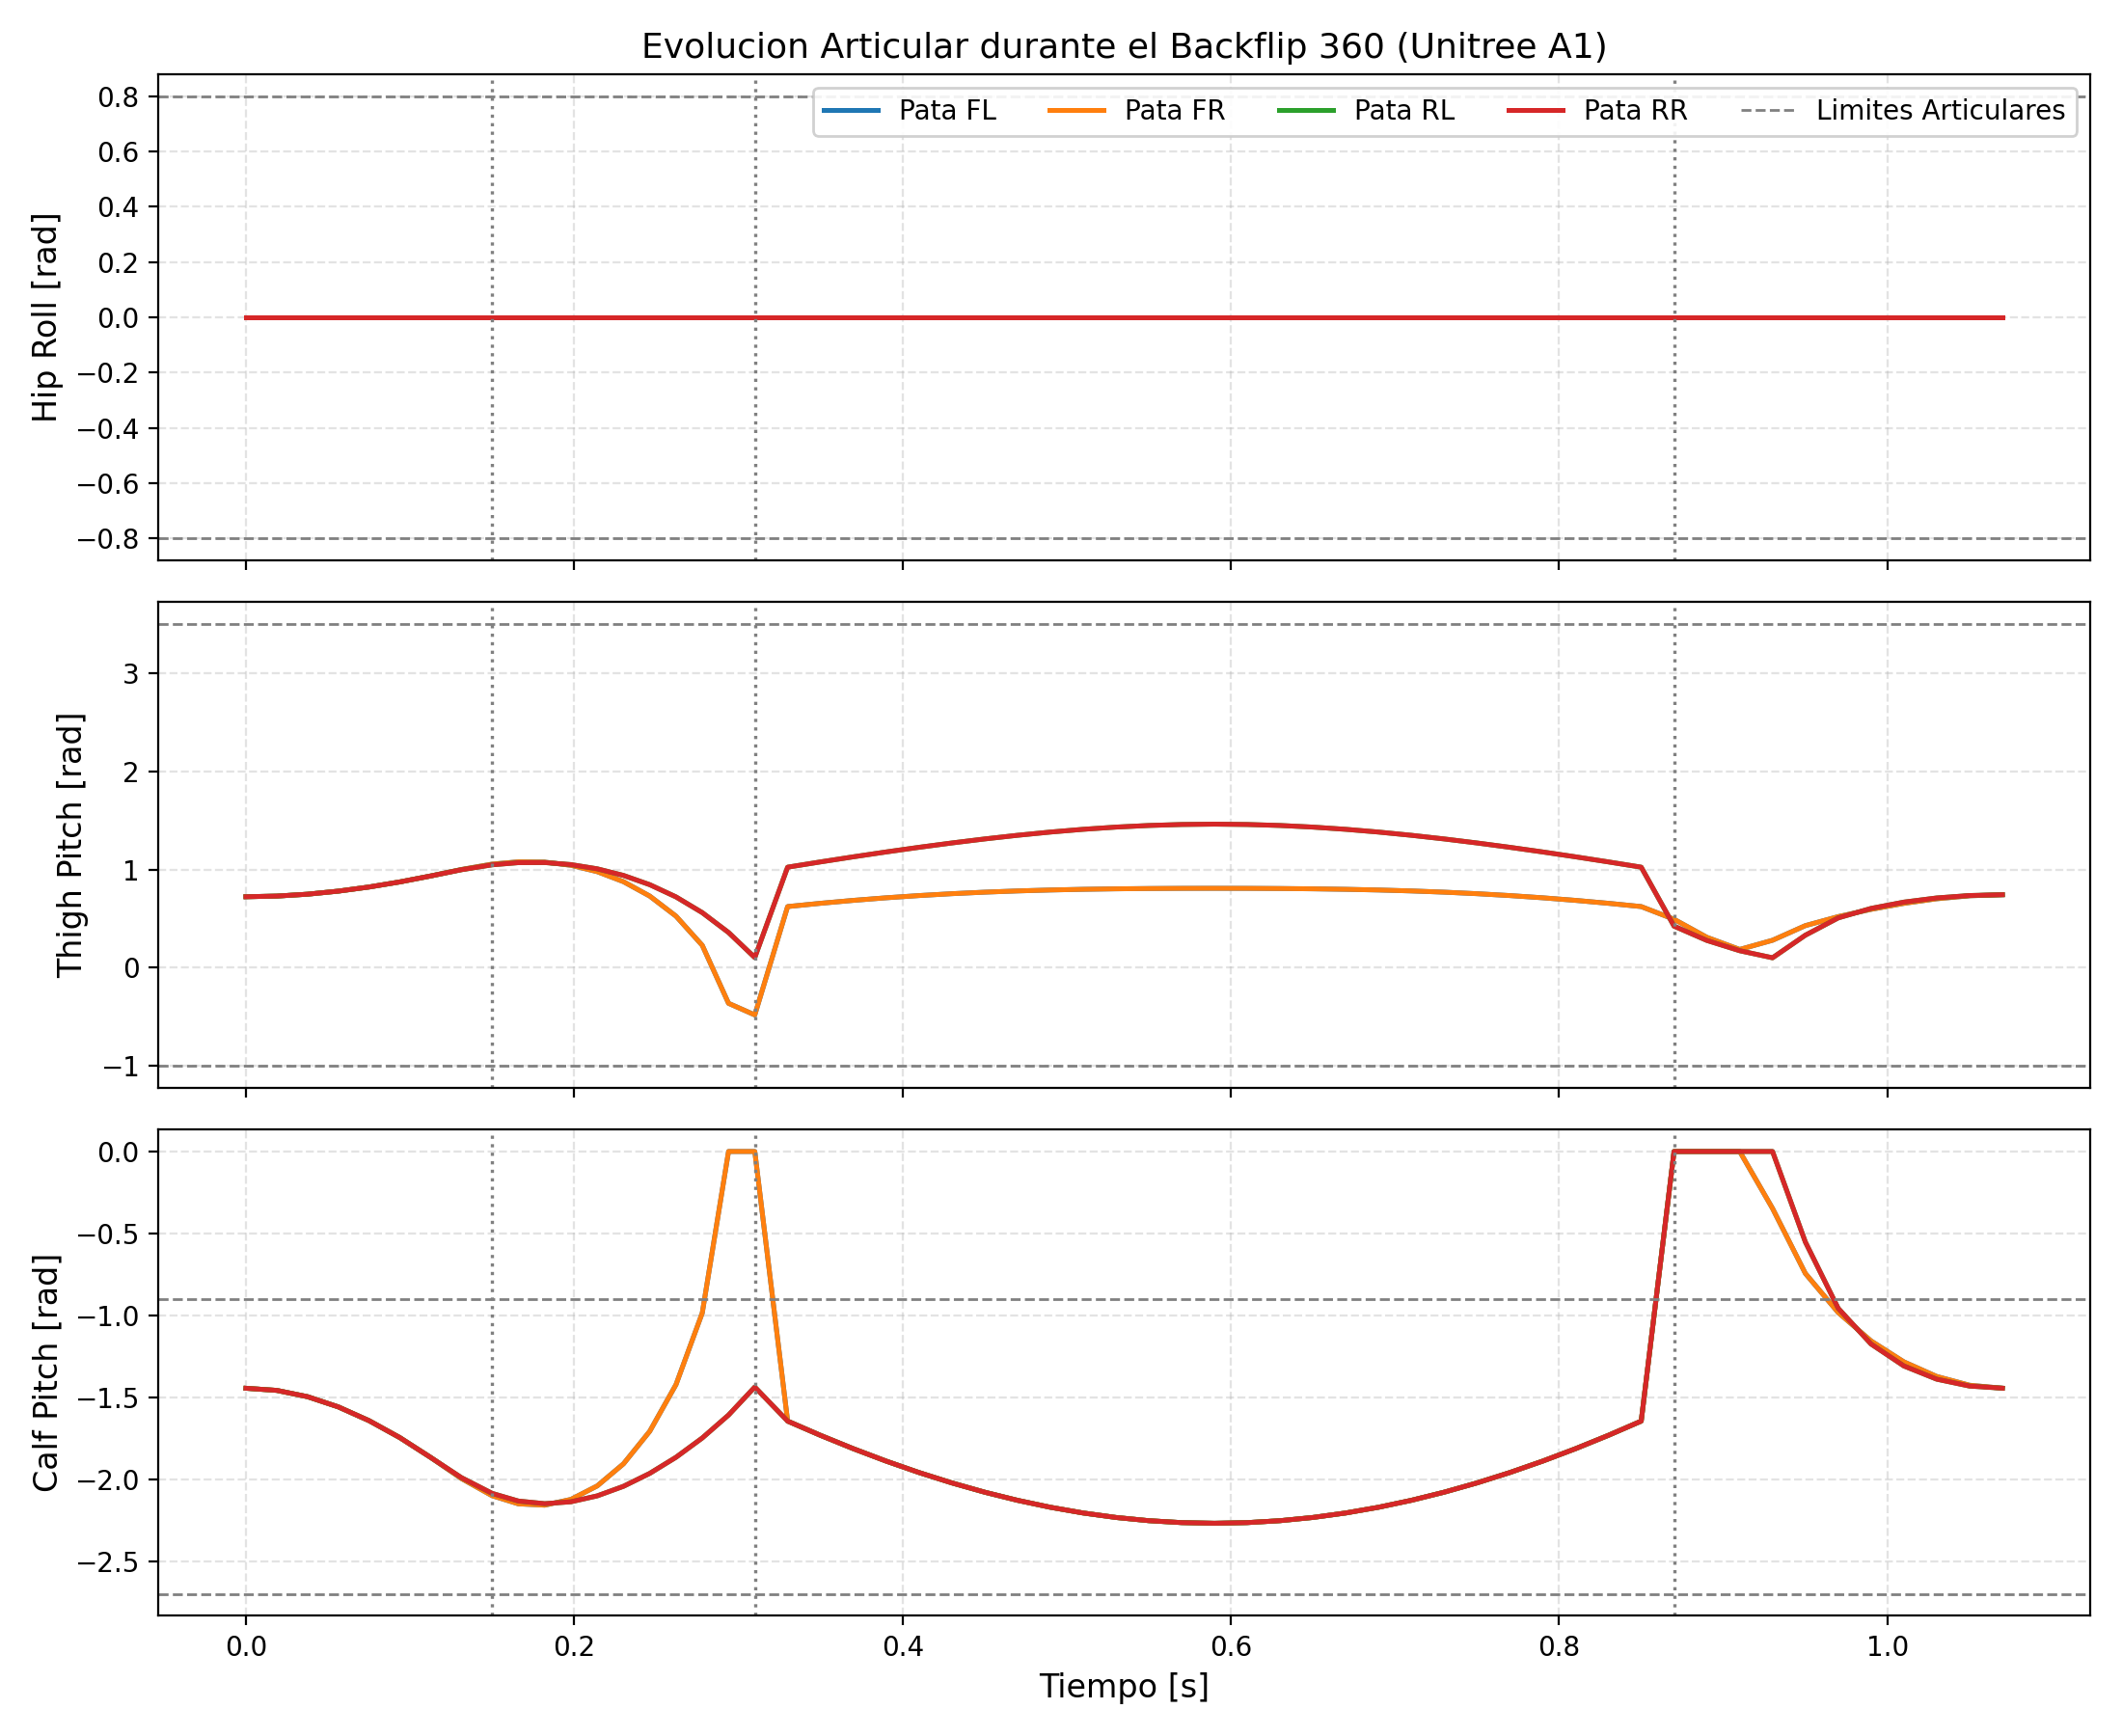 Evolucion Articular durante el Backflip 360 (Unitree A1)
Pata FL Pata FR Pata RL Pata RR Limites Articulares
Hip Roll [rad]
0.8
0.6
0.4
0.2
0.0
−0.2
−0.4
−0.6
−0.8
Thigh Pitch [rad]
3
2
1
0
−1
Calf Pitch [rad]
0.0
−0.5
−1.0
−1.5
−2.0
−2.5
0.0 0.2 0.4 0.6 0.8 1.0
Tiempo [s]